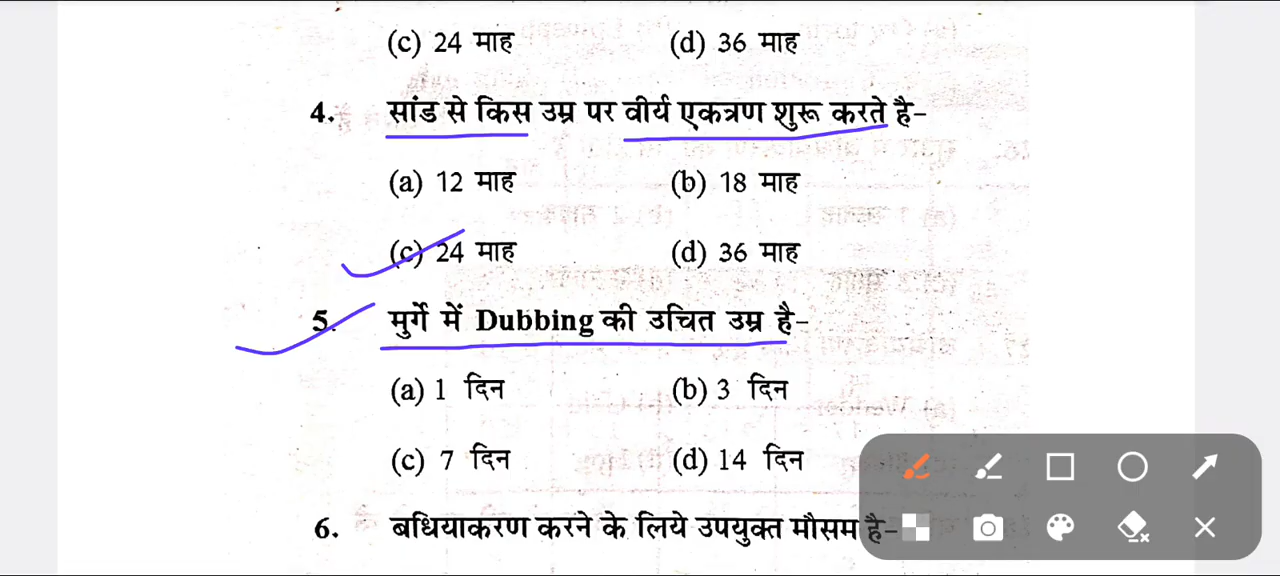 (c) 24 माह (d) 36 माह
4. सांड से किस उम्र पर वीर्य एकत्रण शुरू करते है-
(a) 12 माह (b) 18 माह
(c) 24 माह (d) 36 माह
5. मुर्गे में Dubbing की उचित उम्र है-
(a) 1 दिन (b) 3 दिन
(c) 7 दिन (d) 14 दिन
6. बधियाकरण करने के लिये उपयुक्त मौसम है-